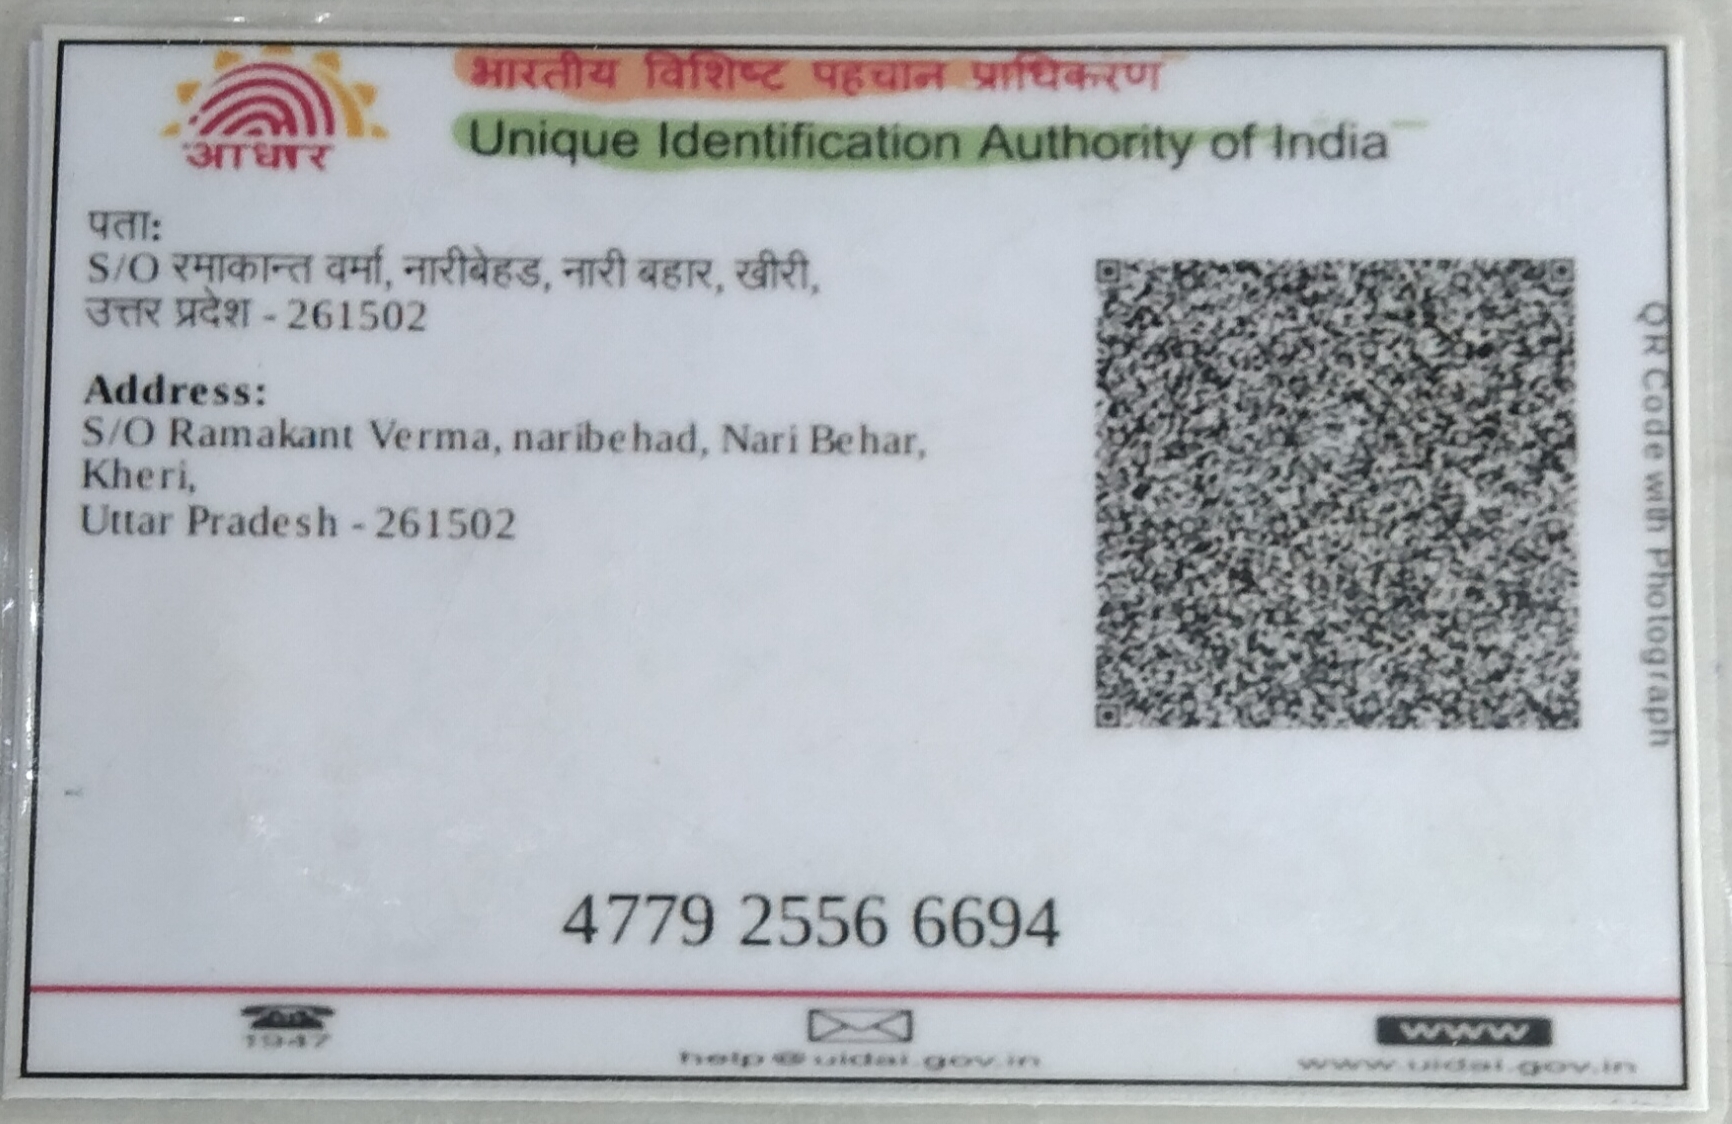 आधार
भारतीय विशिष्ट पहचान प्राधिकरण
Unique Identification Authority of India
पता:
S/O रमाकान्त वर्मा, नारीबेहड, नारी बहार, खीरी,
उत्तर प्रदेश - 261502
Address:
S/O Ramakant Verma, naribehad, Nari Behar,
Kheri,
Uttar Pradesh - 261502
QR Code with Photograph
4779 2556 6694
1947
help@uidai.gov.in
www
www.uidai.gov.in